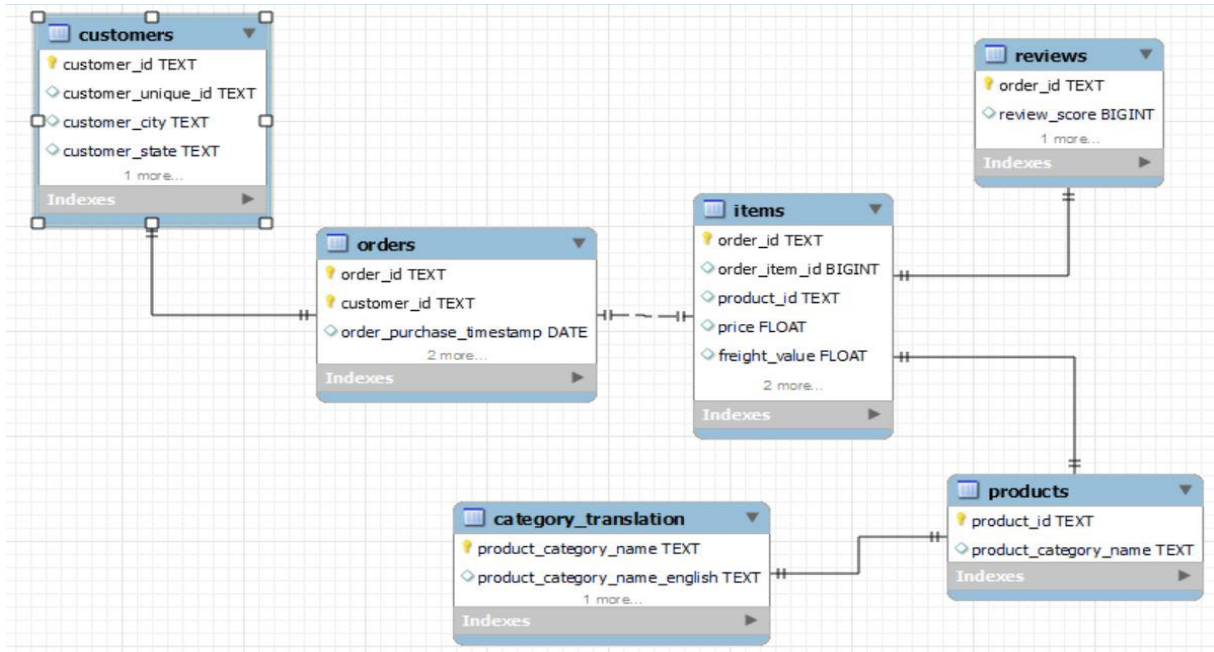 customers
customer_id TEXT
customer_unique_id TEXT
customer_city TEXT
customer_state TEXT
1 more...
Indexes
reviews
order_id TEXT
review_score BIGINT
1 more...
Indexes
orders
order_id TEXT
customer_id TEXT
order_purchase_timestamp DATE
2 more...
Indexes
items
order_id TEXT
order_item_id BIGINT
product_id TEXT
price FLOAT
freight_value FLOAT
2 more...
Indexes
category_translation
product_category_name TEXT
product_category_name_english TEXT
1 more...
Indexes
products
product_id TEXT
product_category_name TEXT
Indexes